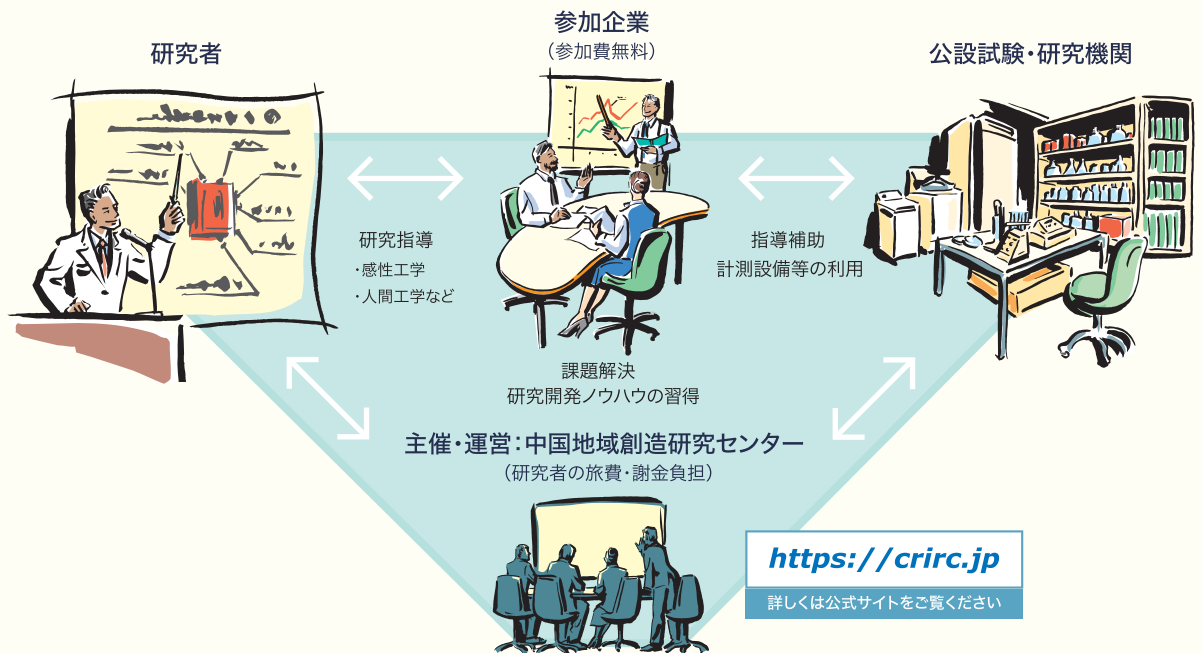 研究者
参加企業
（参加費無料）
公設試験・研究機関
研究指導
・感性工学
・人間工学など
指導補助
計測設備等の利用
課題解決
研究開発ノウハウの習得
主催・運営：中国地域創造研究センター
（研究者の旅費・謝金負担）
https://crirc.jp
詳しくは公式サイトをご覧ください